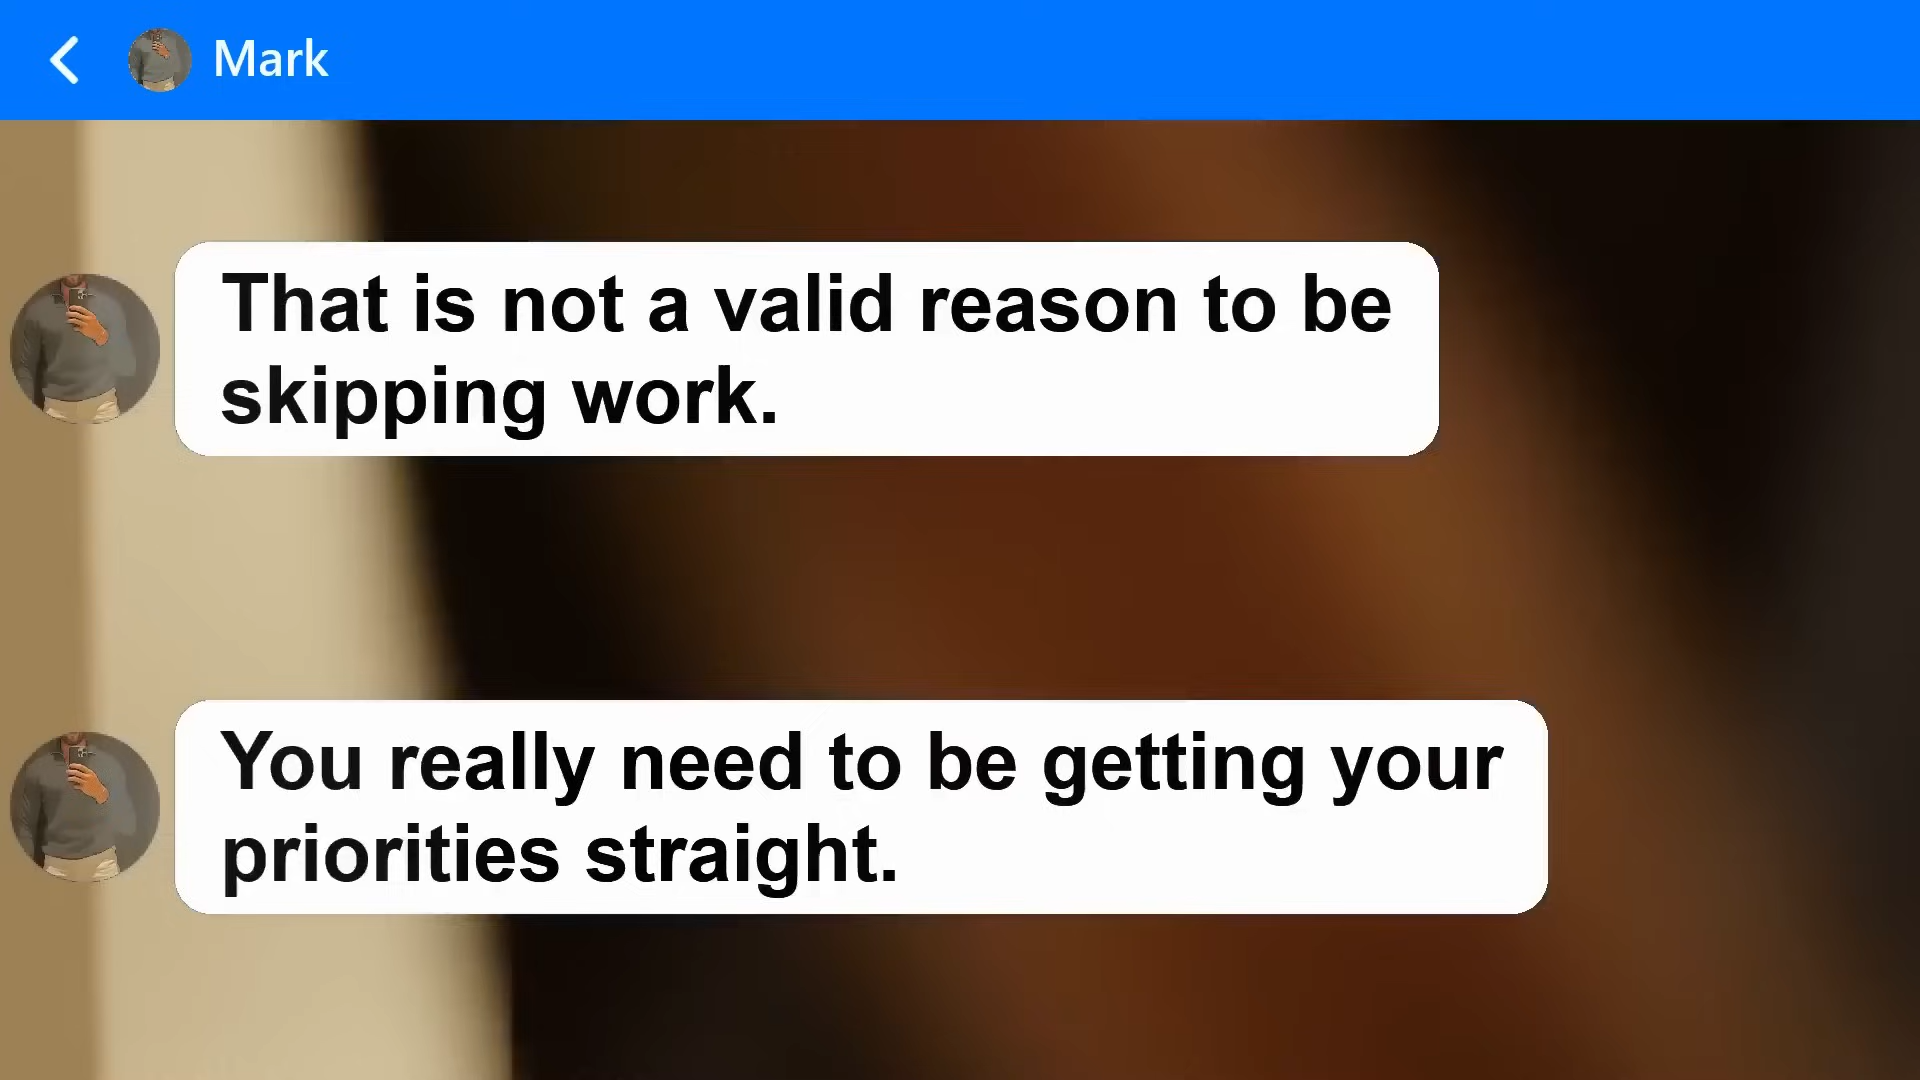 Mark
That is not a valid reason to be
skipping work.
You really need to be getting your
priorities straight.